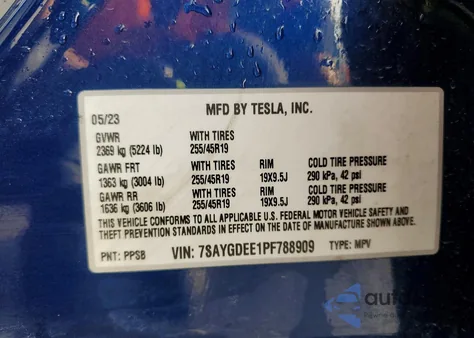 MFD BY TESLA, INC.
05/23
GVWR WITH TIRES
2369 kg (5224 lb) 255/45R19
GAWR FRT WITH TIRES RIM COLD TIRE PRESSURE
1363 kg (3004 lb) 255/45R19 19X9.5J 290 kPa, 42 psi
GAWR RR WITH TIRES RIM COLD TIRE PRESSURE
1636 kg (3606 lb) 255/45R19 19X9.5J 290 kPa, 42 psi
THIS VEHICLE CONFORMS TO ALL APPLICABLE U.S. FEDERAL MOTOR VEHICLE SAFETY AND
THEFT PREVENTION STANDARDS IN EFFECT ON THE DATE OF MANUFACTURE SHOWN ABOVE.
PNT: PPSB VIN: 7SAYGDEE1PF788909 TYPE: MPV